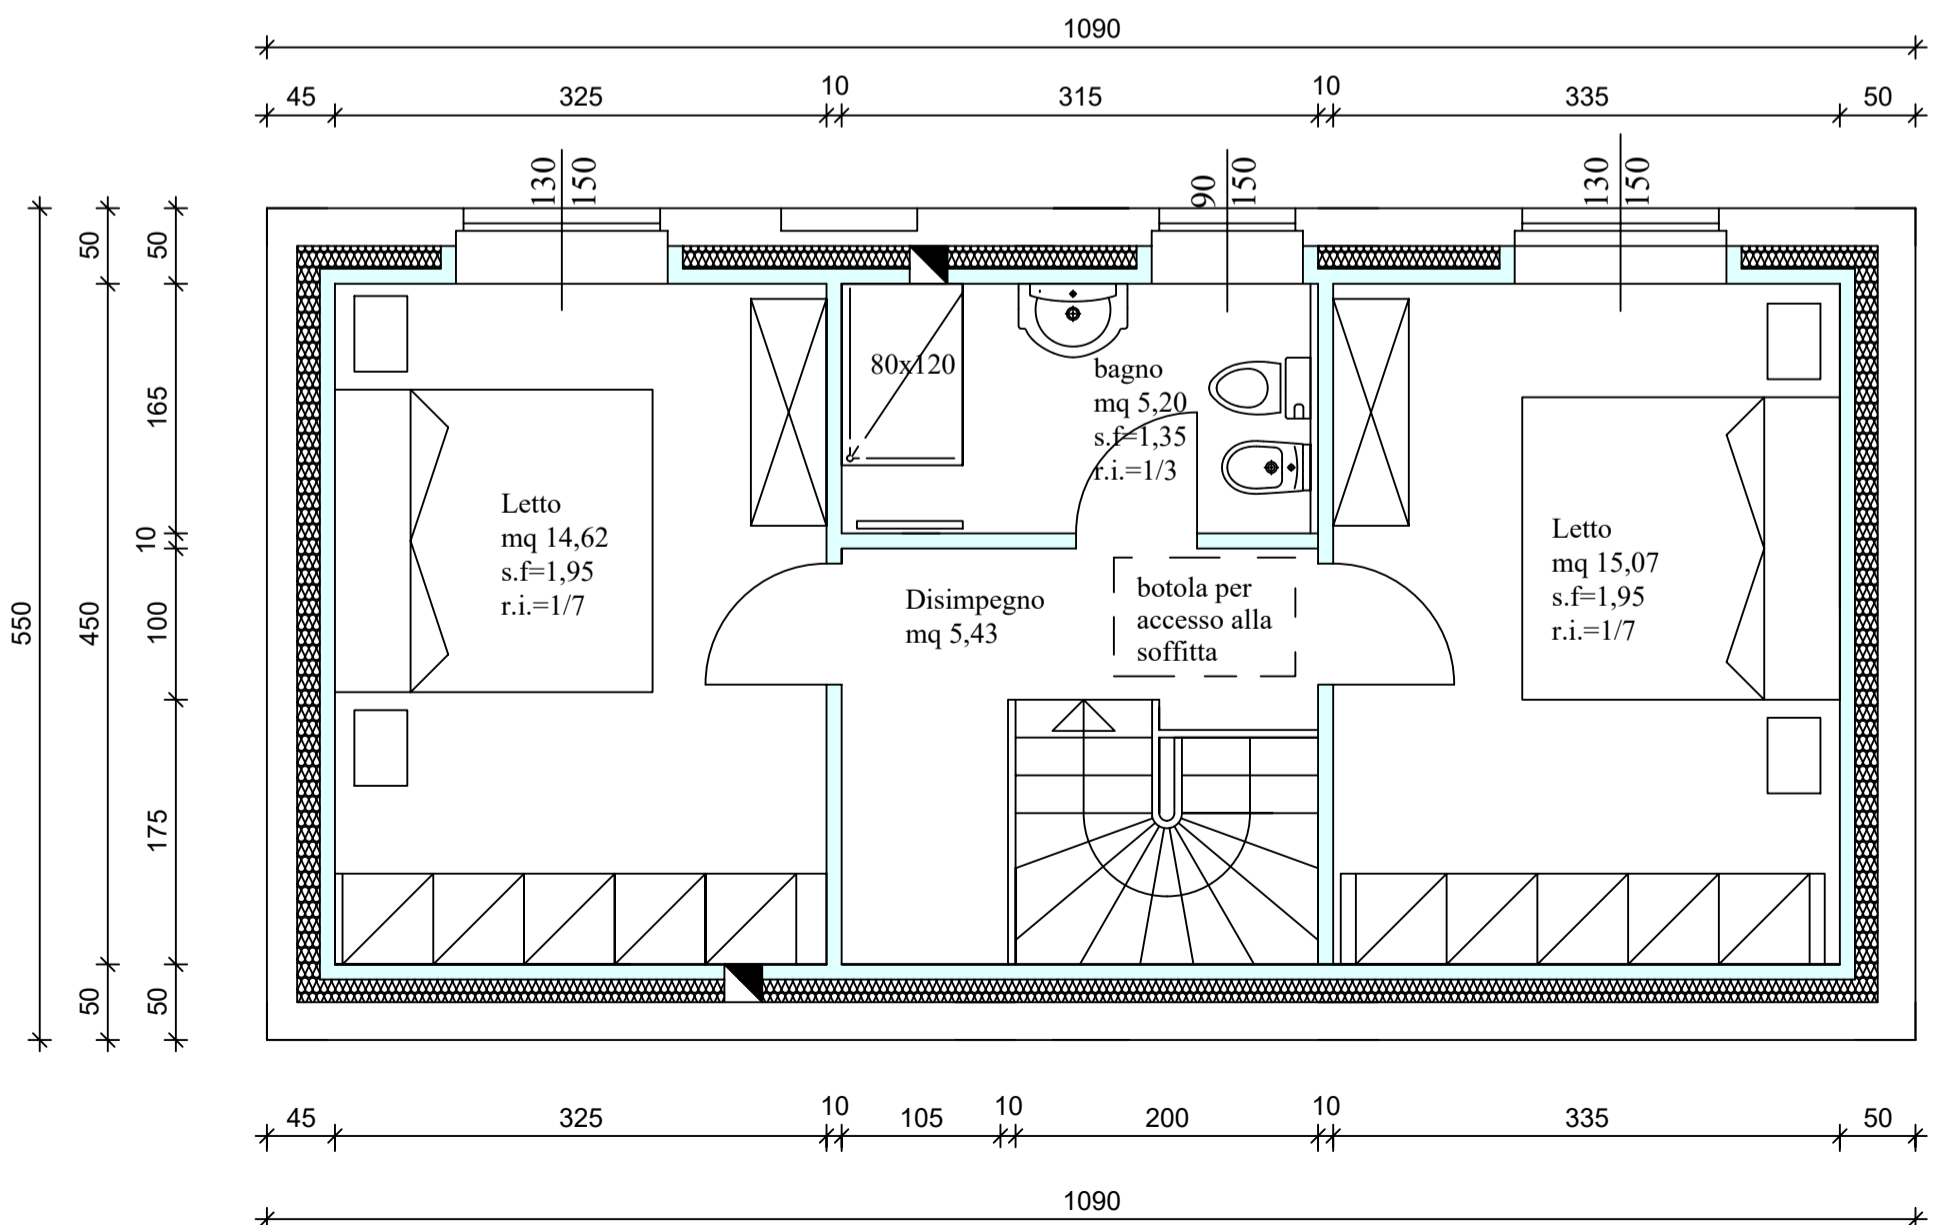 1090
45 325 10 315 10 335 50
130 150 90 150 130 150
550
50 450 50
50 165 10 100 175 50
80x120
bagno
mq 5,20
s.f=1,35
r.i.=1/3
Letto
mq 14,62
s.f=1,95
r.i.=1/7
Letto
mq 15,07
s.f=1,95
r.i.=1/7
Disimpegno
mq 5,43
botola per
accesso alla
soffitta
45 325 10 105 10 200 10 335 50
1090